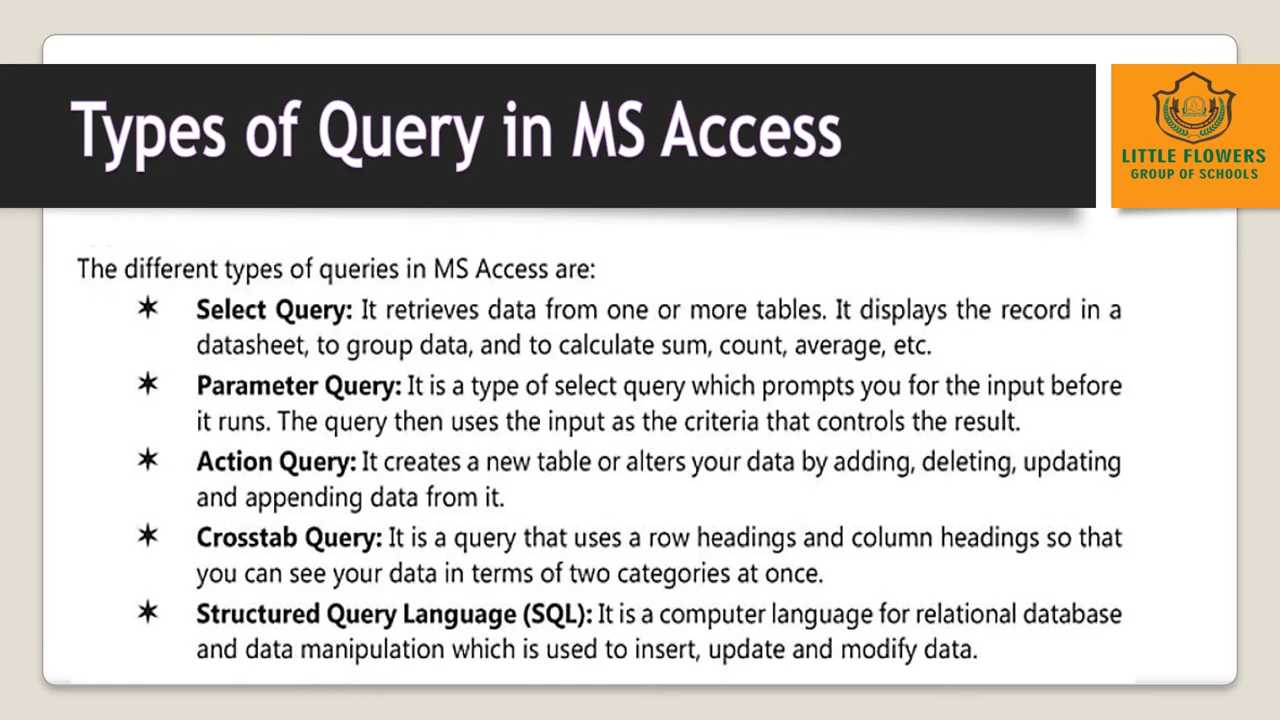 Types of Query in MS Access
LITTLE FLOWERS
GROUP OF SCHOOLS
The different types of queries in MS Access are:
✶ Select Query: It retrieves data from one or more tables. It displays the record in a
datasheet, to group data, and to calculate sum, count, average, etc.
✶ Parameter Query: It is a type of select query which prompts you for the input before
it runs. The query then uses the input as the criteria that controls the result.
✶ Action Query: It creates a new table or alters your data by adding, deleting, updating
and appending data from it.
✶ Crosstab Query: It is a query that uses a row headings and column headings so that
you can see your data in terms of two categories at once.
✶ Structured Query Language (SQL): It is a computer language for relational database
and data manipulation which is used to insert, update and modify data.